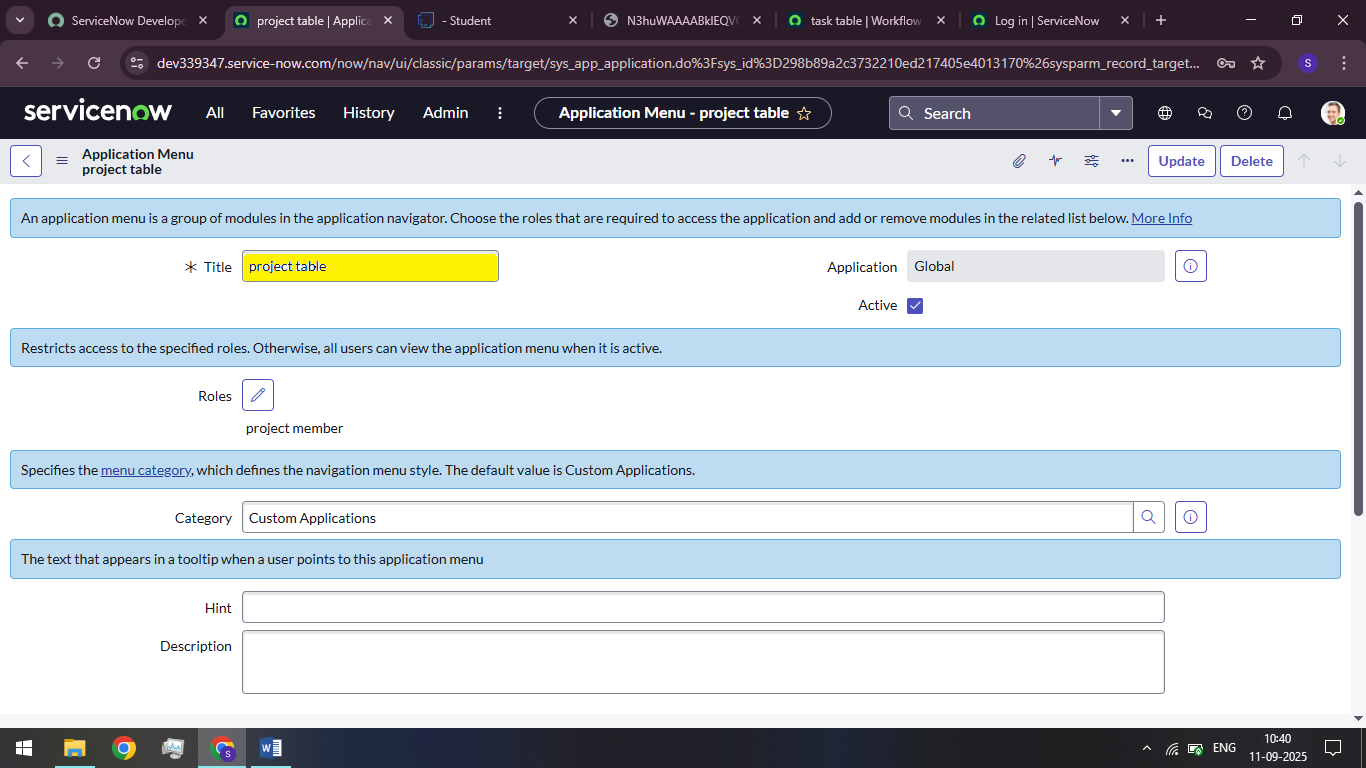 ServiceNow Develope
project table | Applica
- Student
N3huWAAAABklEQV
task table | Workflow
Log in | ServiceNow
dev339347.service-now.com/now/nav/ui/classic/params/target/sys_app_application.do%3Fsys_id%3D298b89a2c3732210ed217405e4013170%26sysparm_record_target...
S
servicenow
All
Favorites
History
Admin
Application Menu - project table
Search
Application Menu
project table
Update
Delete
An application menu is a group of modules in the application navigator. Choose the roles that are required to access the application and add or remove modules in the related list below. More Info
Title
project table
Application
Global
Active
Restricts access to the specified roles. Otherwise, all users can view the application menu when it is active.
Roles
project member
Specifies the menu category, which defines the navigation menu style. The default value is Custom Applications.
Category
Custom Applications
The text that appears in a tooltip when a user points to this application menu
Hint
Description
S
W
ENG
10:40
11-09-2025